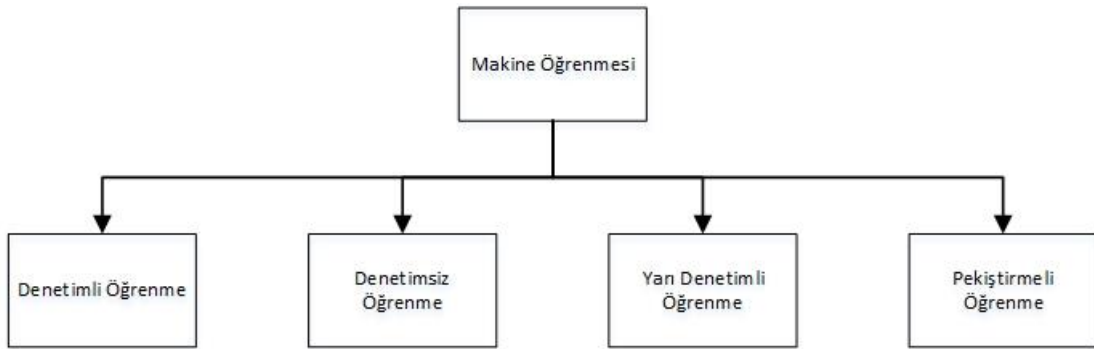 Makine Öğrenmesi
Denetimli Öğrenme
Denetimsiz
Öğrenme
Yarı Denetimli
Öğrenme
Pekiştirmeli
Öğrenme